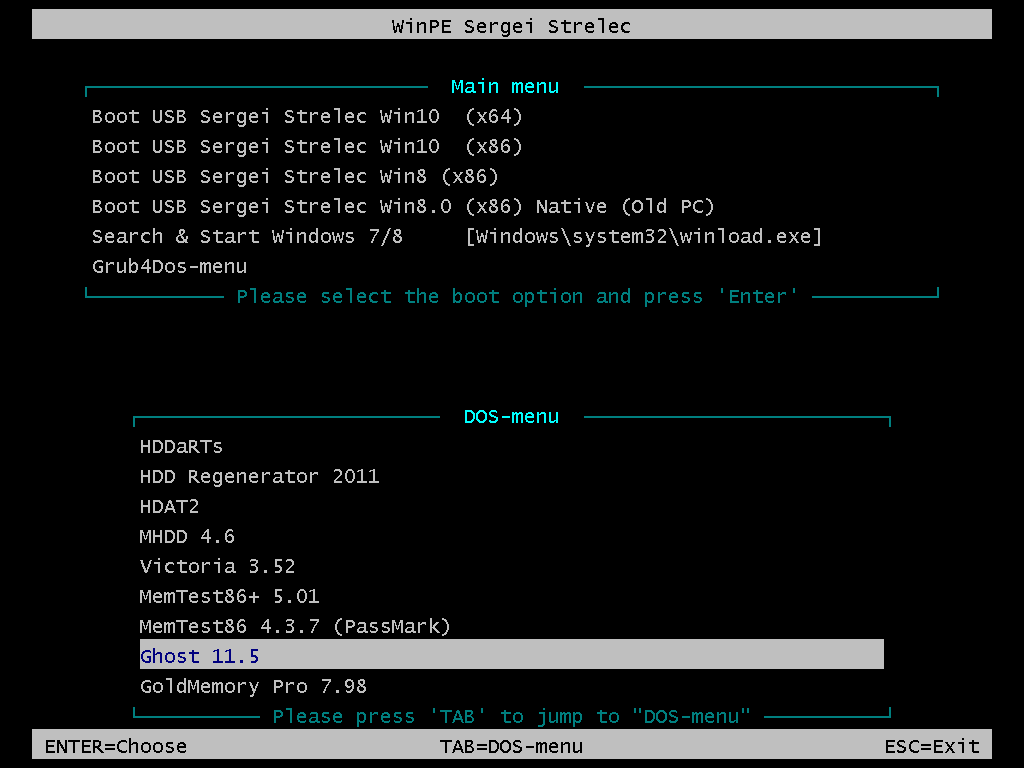 WinPE Sergei Strelec
Main menu
Boot USB Sergei Strelec Win10  (x64)
Boot USB Sergei Strelec Win10  (x86)
Boot USB Sergei Strelec Win8 (x86)
Boot USB Sergei Strelec Win8.0 (x86) Native (Old PC)
Search & Start Windows 7/8     [Windows\system32\winload.exe]
Grub4Dos-menu
Please select the boot option and press 'Enter'
DOS-menu
HDDaRTs
HDD Regenerator 2011
HDAT2
MHDD 4.6
Victoria 3.52
MemTest86+ 5.01
MemTest86 4.3.7 (PassMark)
Ghost 11.5
GoldMemory Pro 7.98
Please press 'TAB' to jump to "DOS-menu"
ENTER=Choose TAB=DOS-menu ESC=Exit